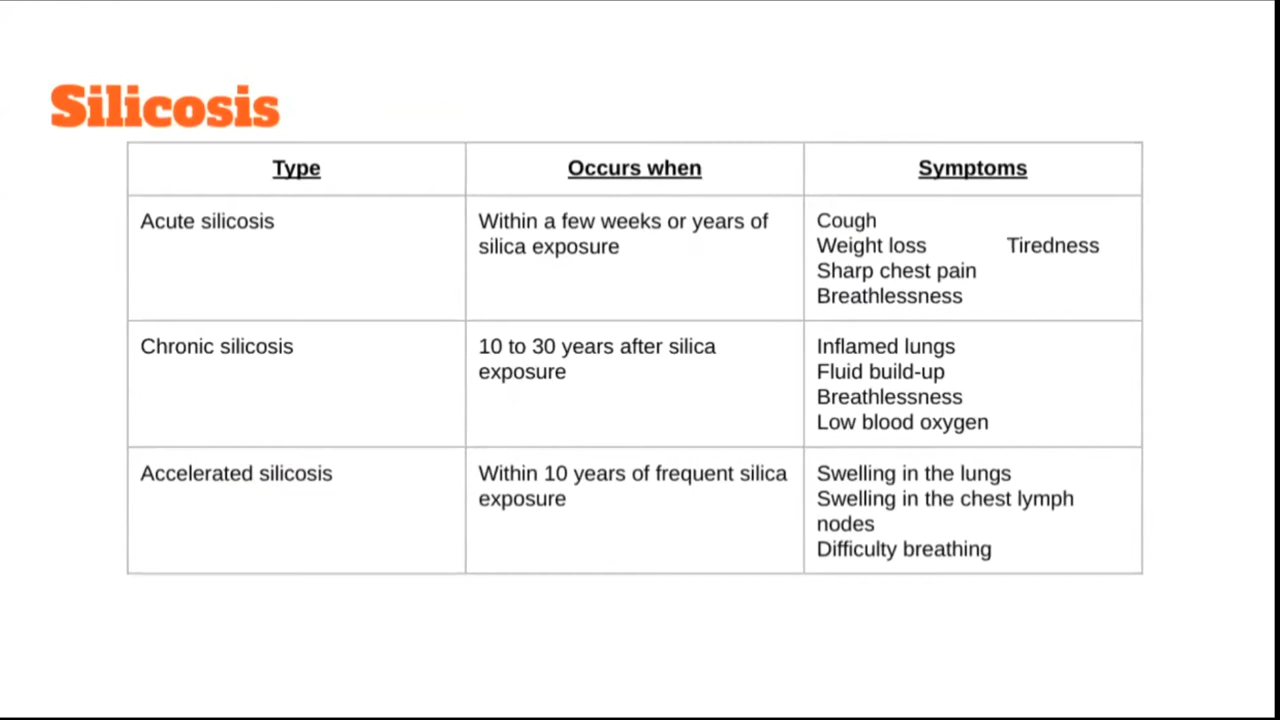 Silicosis
Type Occurs when Symptoms
Acute silicosis
Within a few weeks or years of
silica exposure
Cough
Weight loss Tiredness
Sharp chest pain
Breathlessness
Chronic silicosis
10 to 30 years after silica
exposure
Inflamed lungs
Fluid build-up
Breathlessness
Low blood oxygen
Accelerated silicosis
Within 10 years of frequent silica
exposure
Swelling in the lungs
Swelling in the chest lymph
nodes
Difficulty breathing